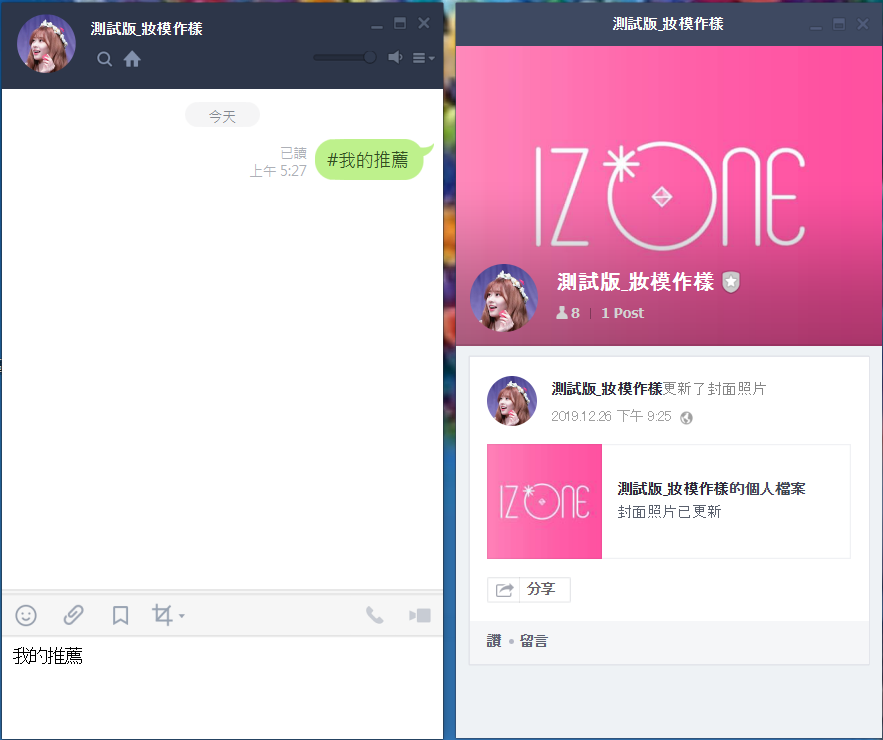 測試版_妝模作樣
今天
已讀
上午 5:27
#我的推薦
我的推薦
測試版_妝模作樣
IZ*ONE
測試版_妝模作樣
8 | 1 Post
測試版_妝模作樣更新了封面照片
2019.12.26 下午 9:25
IZ*ONE
測試版_妝模作樣的個人檔案
封面照片已更新
分享
讚 • 留言